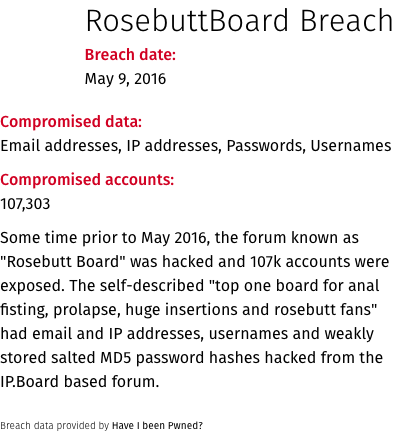 RosebuttBoard Breach
Breach date:
May 9, 2016
Compromised data:
Email addresses, IP addresses, Passwords, Usernames
Compromised accounts:
107,303
Some time prior to May 2016, the forum known as
"Rosebutt Board" was hacked and 107k accounts were
exposed. The self-described "top one board for anal
fisting, prolapse, huge insertions and rosebutt fans"
had email and IP addresses, usernames and weakly
stored salted MD5 password hashes hacked from the
IP.Board based forum.
Breach data provided by Have I been Pwned?